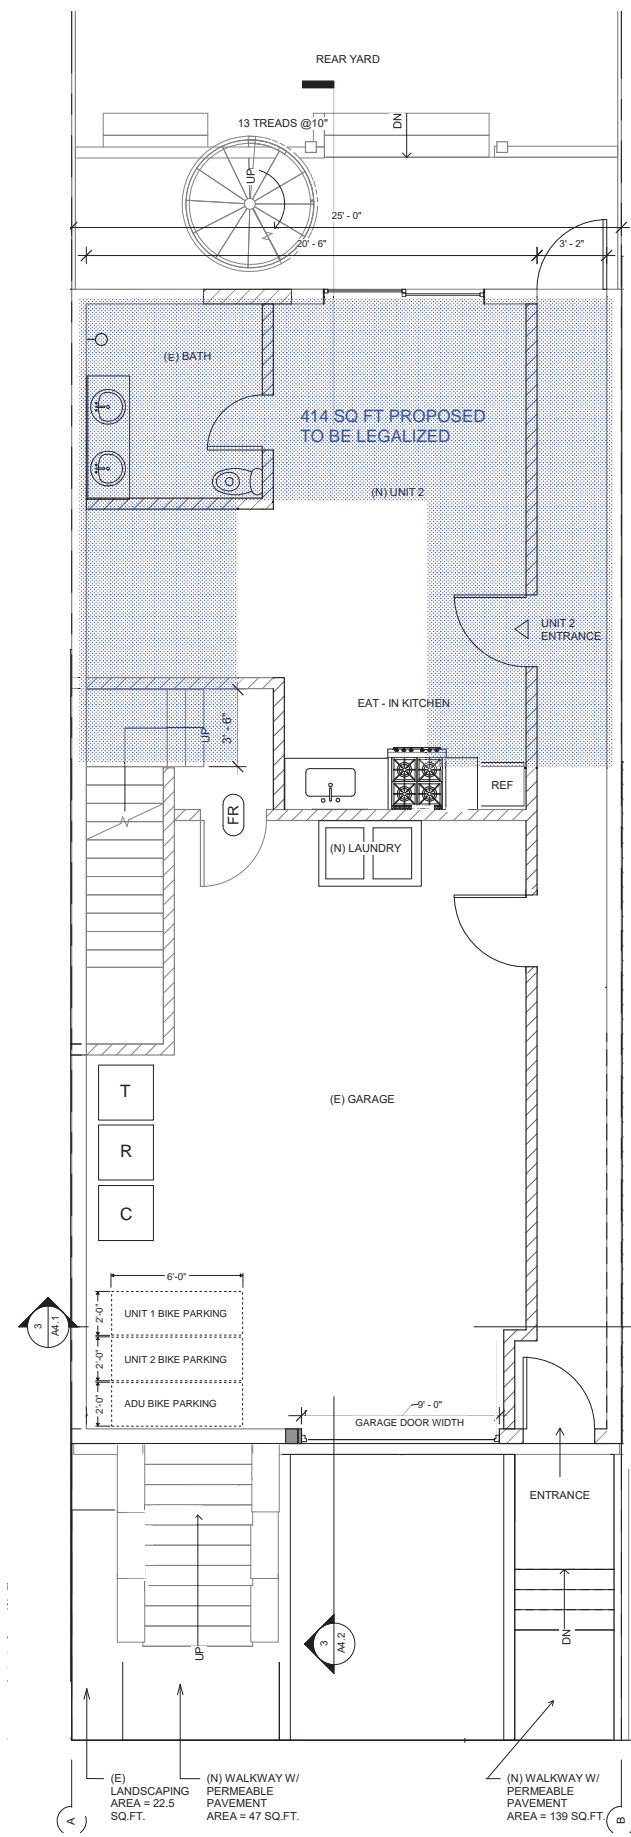 REAR YARD
13 TREADS @10"
DN
UP
25' - 0"
20' - 6"
3' - 2"
(E) BATH
414 SQ FT PROPOSED
TO BE LEGALIZED
(N) UNIT 2
UNIT 2
ENTRANCE
EAT - IN KITCHEN
UP
3' - 6"
REF
FR
(N) LAUNDRY
(E) GARAGE
T
R
C
6'-0"
2'-0"
UNIT 1 BIKE PARKING
3
A4.1
2'-0"
UNIT 2 BIKE PARKING
2'-0"
ADU BIKE PARKING
9' - 0"
GARAGE DOOR WIDTH
ENTRANCE
UP
3
A4.2
DN
(E)
LANDSCAPING
AREA = 22.5
SQ.FT.
(N) WALKWAY W/
PERMEABLE
PAVEMENT
AREA = 47 SQ.FT.
(N) WALKWAY W/
PERMEABLE
PAVEMENT
AREA = 139 SQ.FT.
A
B